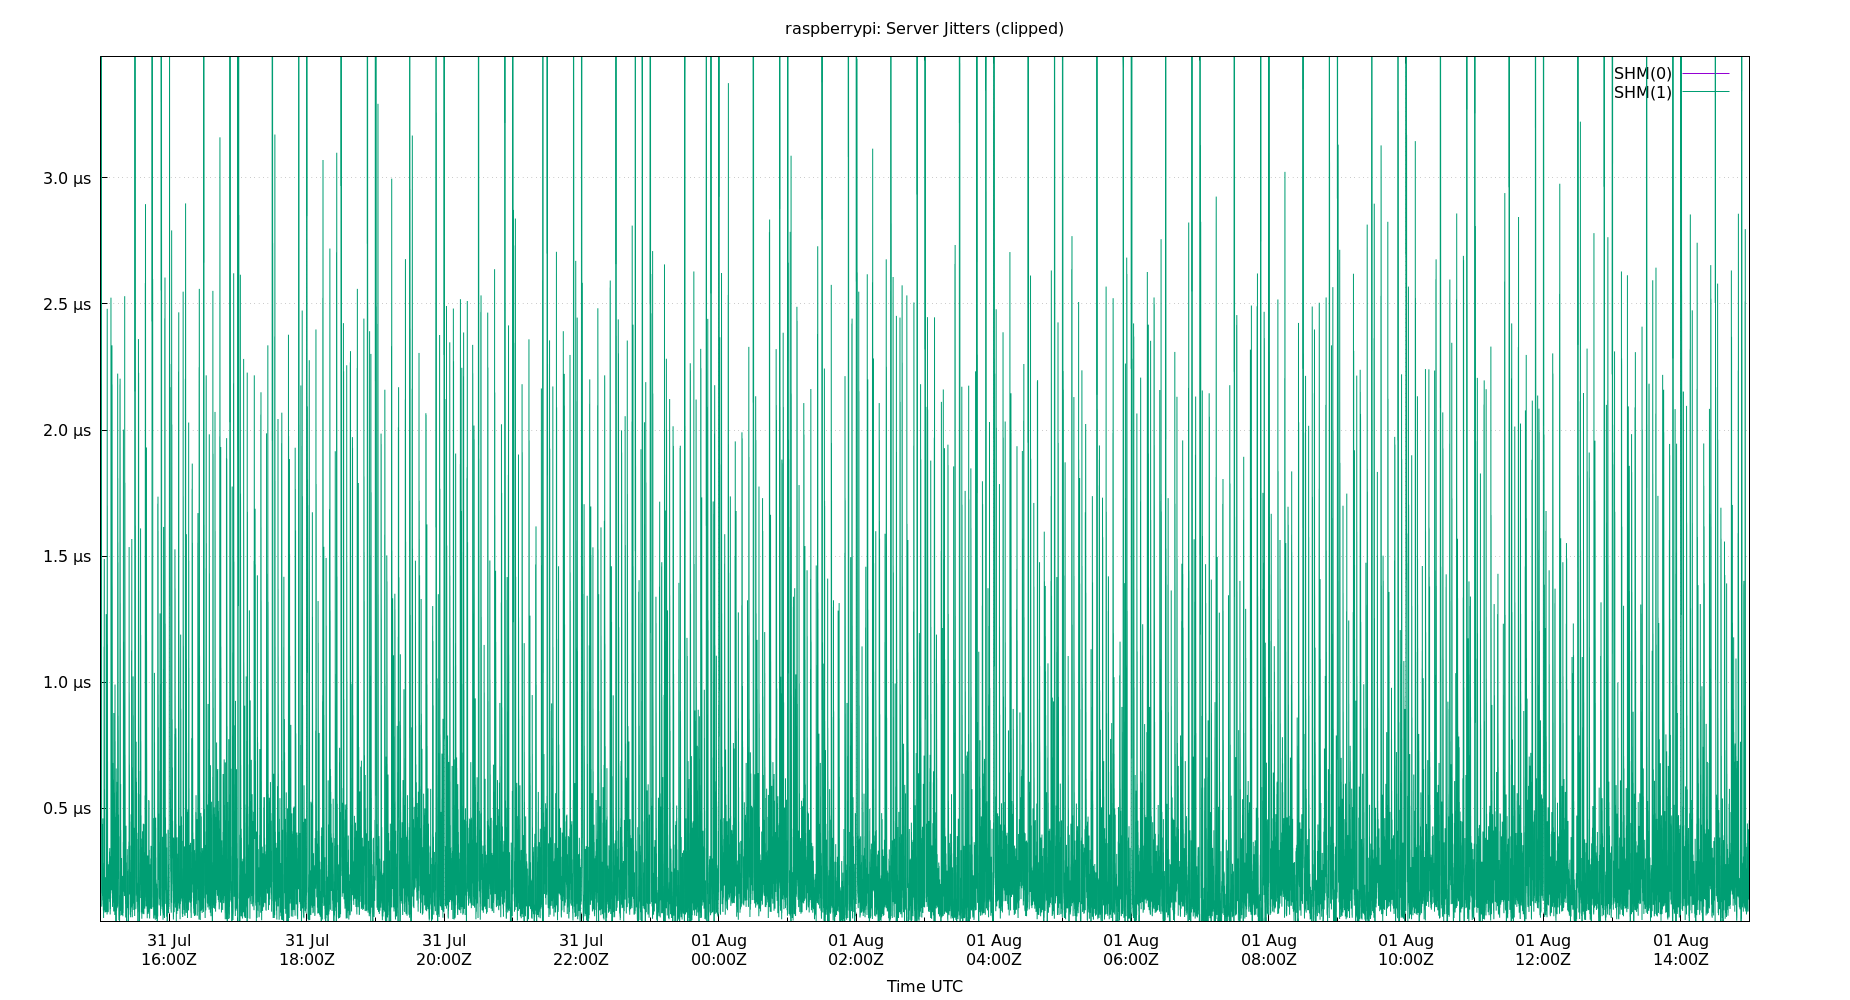 raspberrypi: Server Jitters (clipped)
SHM(0)
SHM(1)
3.0 µs
2.5 µs
2.0 µs
1.5 µs
1.0 µs
0.5 µs
31 Jul 31 Jul 31 Jul 31 Jul 01 Aug 01 Aug 01 Aug 01 Aug 01 Aug 01 Aug 01 Aug 01 Aug
16:00Z 18:00Z 20:00Z 22:00Z 00:00Z 02:00Z 04:00Z 06:00Z 08:00Z 10:00Z 12:00Z 14:00Z
Time UTC